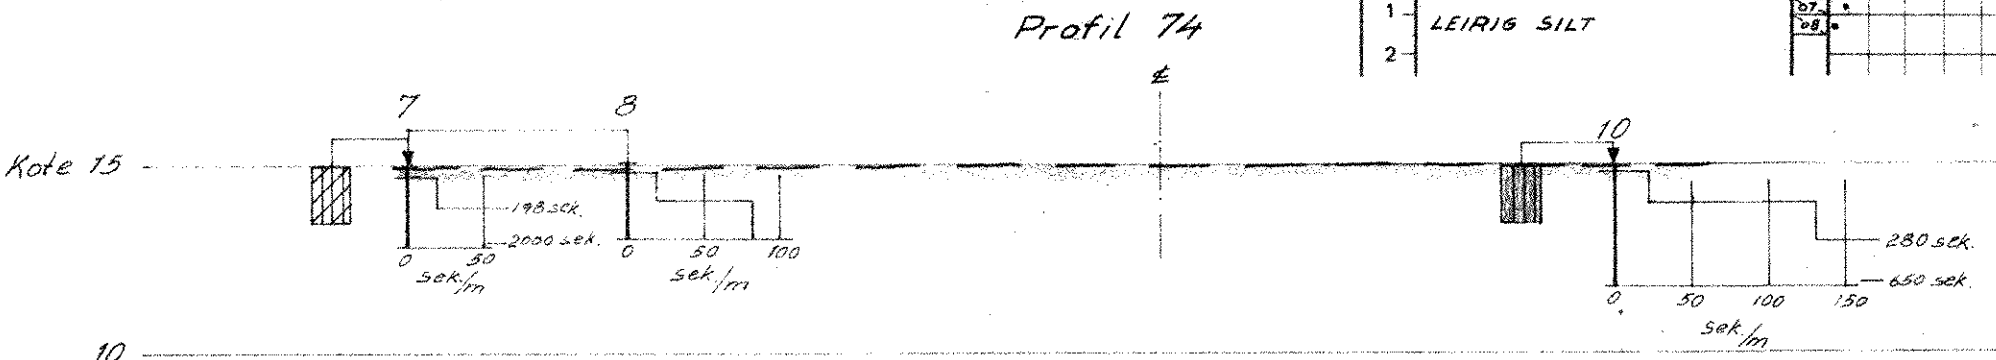 Profil 74
1
LEIRIG SILT
2
07
08
7
8
10
Kote 15
198 sek.
2000 sek.
0 50
sek./m
0 50 100
sek./m
280 sek.
650 sek.
0 50 100 150
sek./m
10